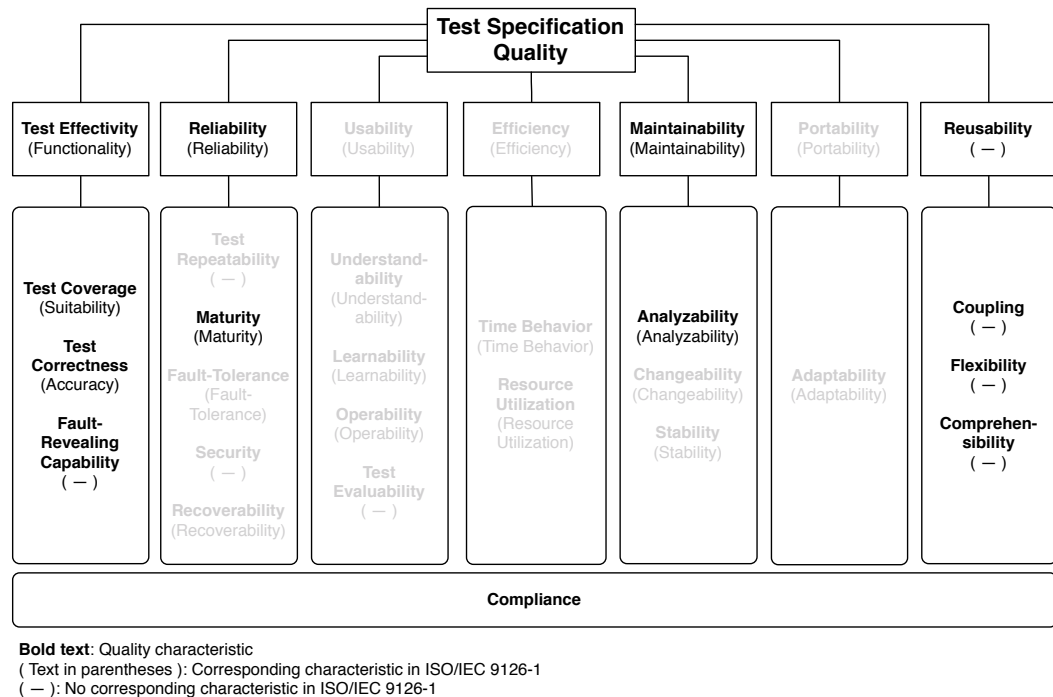 Test Specification
Quality
Test Effectivity
(Functionality)
Reliability
(Reliability)
Usability
(Usability)
Efficiency
(Efficiency)
Maintainability
(Maintainability)
Portability
(Portability)
Reusability
( — )
Test Coverage
(Suitability)
Test
Correctness
(Accuracy)
Fault-
Revealing
Capability
( — )
Test
Repeatability
( — )
Maturity
(Maturity)
Fault-Tolerance
(Fault-
Tolerance)
Security
( — )
Recoverability
(Recoverability)
Understand-
ability
(Understand-
ability)
Learnability
(Learnability)
Operability
(Operability)
Test
Evaluability
( — )
Time Behavior
(Time Behavior)
Resource
Utilization
(Resource
Utilization)
Analyzability
(Analyzability)
Changeability
(Changeability)
Stability
(Stability)
Adaptability
(Adaptability)
Coupling
( — )
Flexibility
( — )
Comprehen-
sibility
( — )
Compliance
Bold text: Quality characteristic
( Text in parentheses ): Corresponding characteristic in ISO/IEC 9126-1
( — ): No corresponding characteristic in ISO/IEC 9126-1